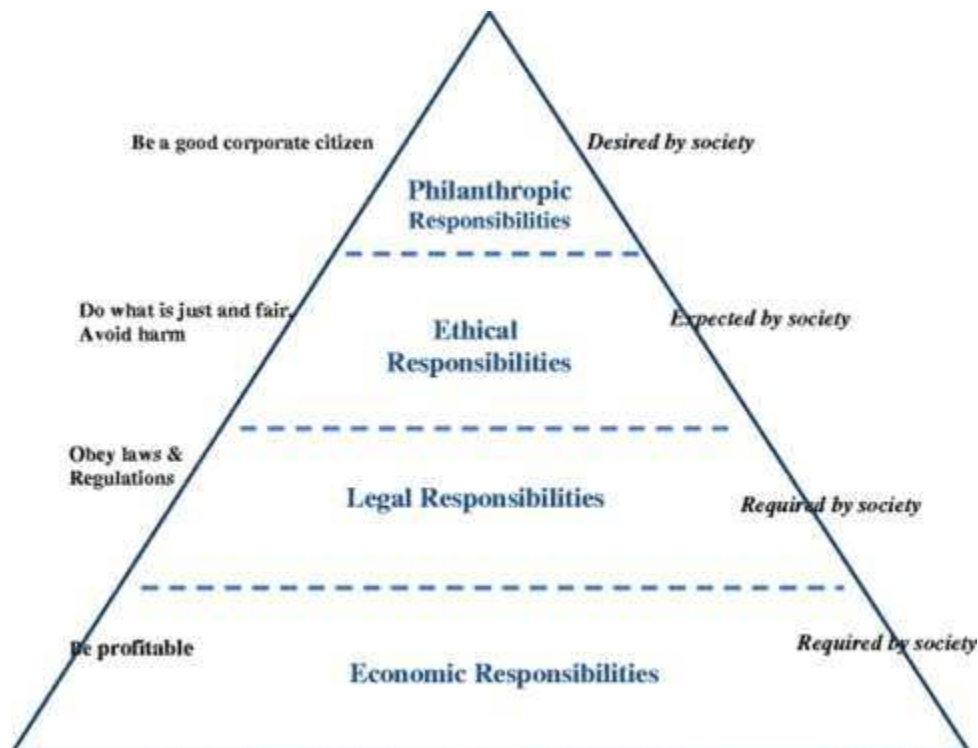 Be a good corporate citizen
Desired by society
Philanthropic
Responsibilities
Do what is just and fair,
Avoid harm
Expected by society
Ethical
Responsibilities
Obey laws &
Regulations
Legal Responsibilities
Required by society
Be profitable
Required by society
Economic Responsibilities